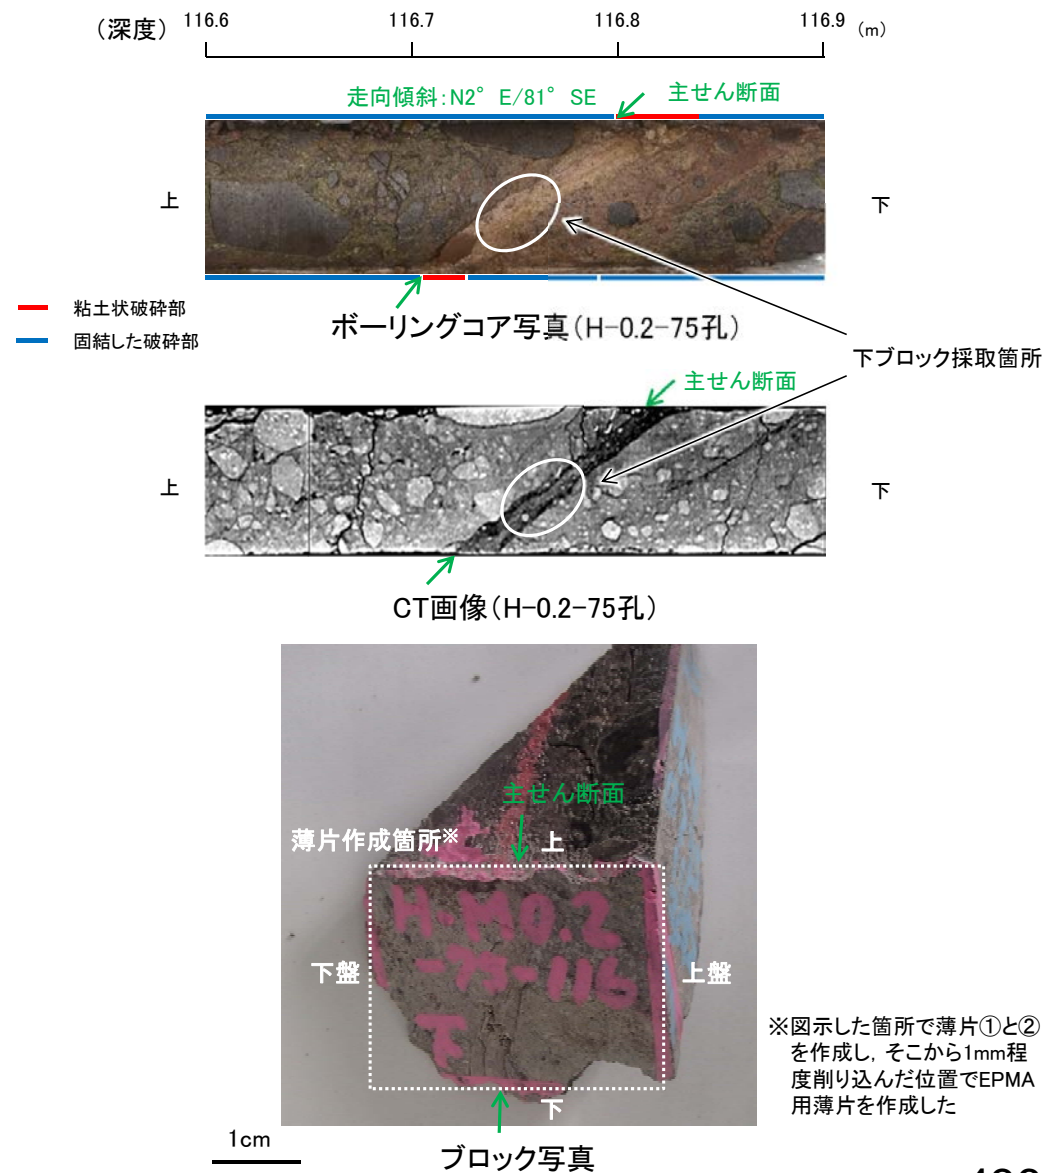 (深度) 116.6 116.7 116.8 116.9 (m)
走向傾斜:N2°E/81°SE 主せん断面
上 下
粘土状破砕部
固結した破砕部
ボーリングコア写真(H-0.2-75孔)
下ブロック採取箇所
主せん断面
上 下
CT画像(H-0.2-75孔)
主せん断面
薄片作成箇所※ 上
H-M0.2
-75-116
下
下盤 上盤
下
※図示した箇所で薄片①と②
を作成し,そこから1mm程
度削り込んだ位置でEPMA
用薄片を作成した
1cm
ブロック写真